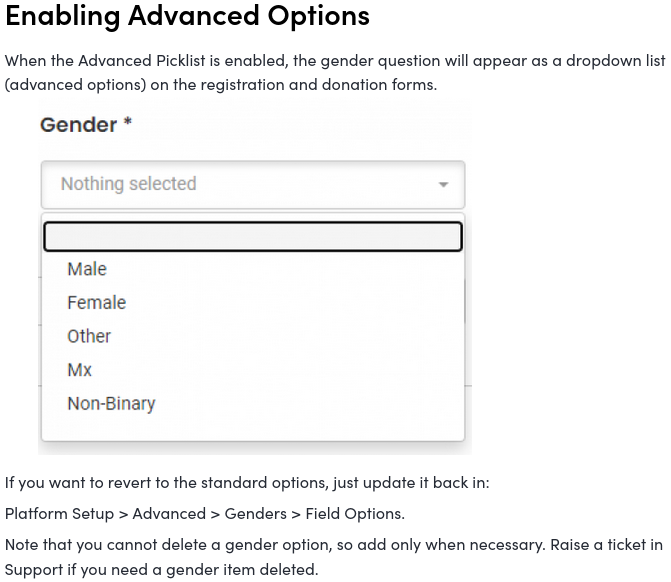 Enabling Advanced Options
When the Advanced Picklist is enabled, the gender question will appear as a dropdown list
(advanced options) on the registration and donation forms.
Gender *
Nothing selected
Male
Female
Other
Mx
Non-Binary
If you want to revert to the standard options, just update it back in:
Platform Setup > Advanced > Genders > Field Options.
Note that you cannot delete a gender option, so add only when necessary. Raise a ticket in
Support if you need a gender item deleted.